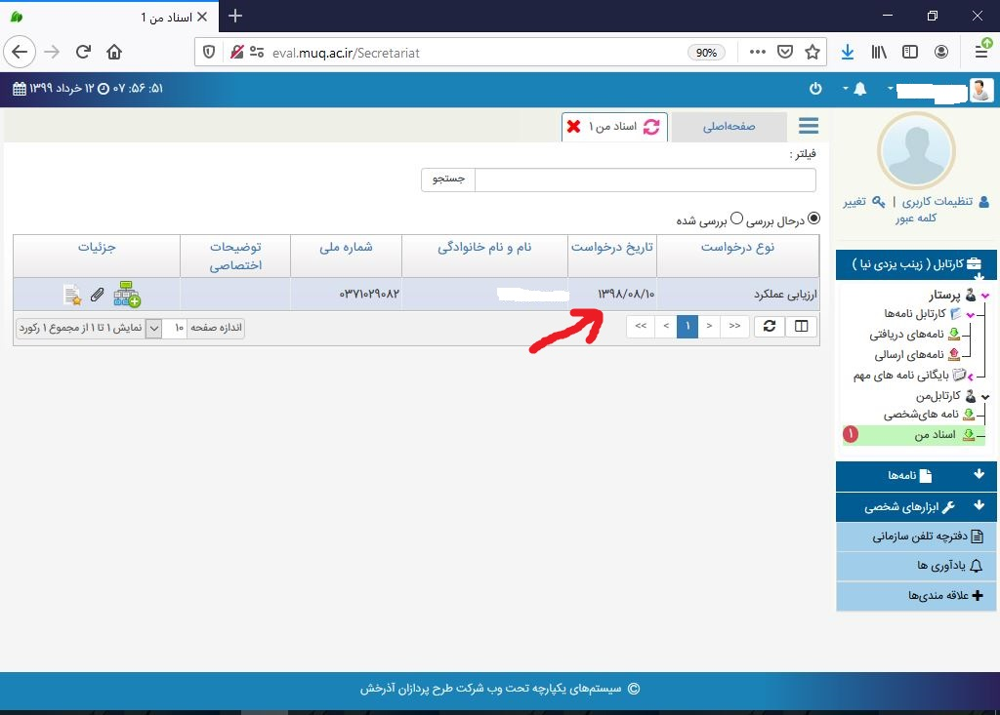 اسناد من 1
eval.muq.ac.ir/Secretariat
90%
۱۲ خرداد ۱۳۹۹ ۰۷:۵۶:۵۱
صفحه‌اصلی
اسناد من ۱
فیلتر :
جستجو
درحال بررسی بررسی شده
نوع درخواست
تاریخ درخواست
نام و نام خانوادگی
شماره ملی
توضیحات اختصاصی
جزئیات
ارزیابی عملکرد
۱۳۹۸/۰۸/۱۰
۰۳۷۱۰۲۹۰۸۲
<< < ۱ > >>
اندازه صفحه ۱۰ نمایش ۱ تا ۱ از مجموع ۱ رکورد
تنظیمات کاربری | تغییر
کلمه عبور
کارتابل ( زینب یزدی نیا )
پرستار
کارتابل نامه‌ها
نامه‌های دریافتی
نامه‌های ارسالی
بایگانی نامه های مهم
کارتابل‌من
نامه های‌شخصی
اسناد من
۱
نامه‌ها
ابزارهای شخصی
دفترچه تلفن سازمانی
یادآوری ها
علاقه مندی‌ها
© سیستم‌های یکپارچه تحت وب شرکت طرح پردازان آذرخش